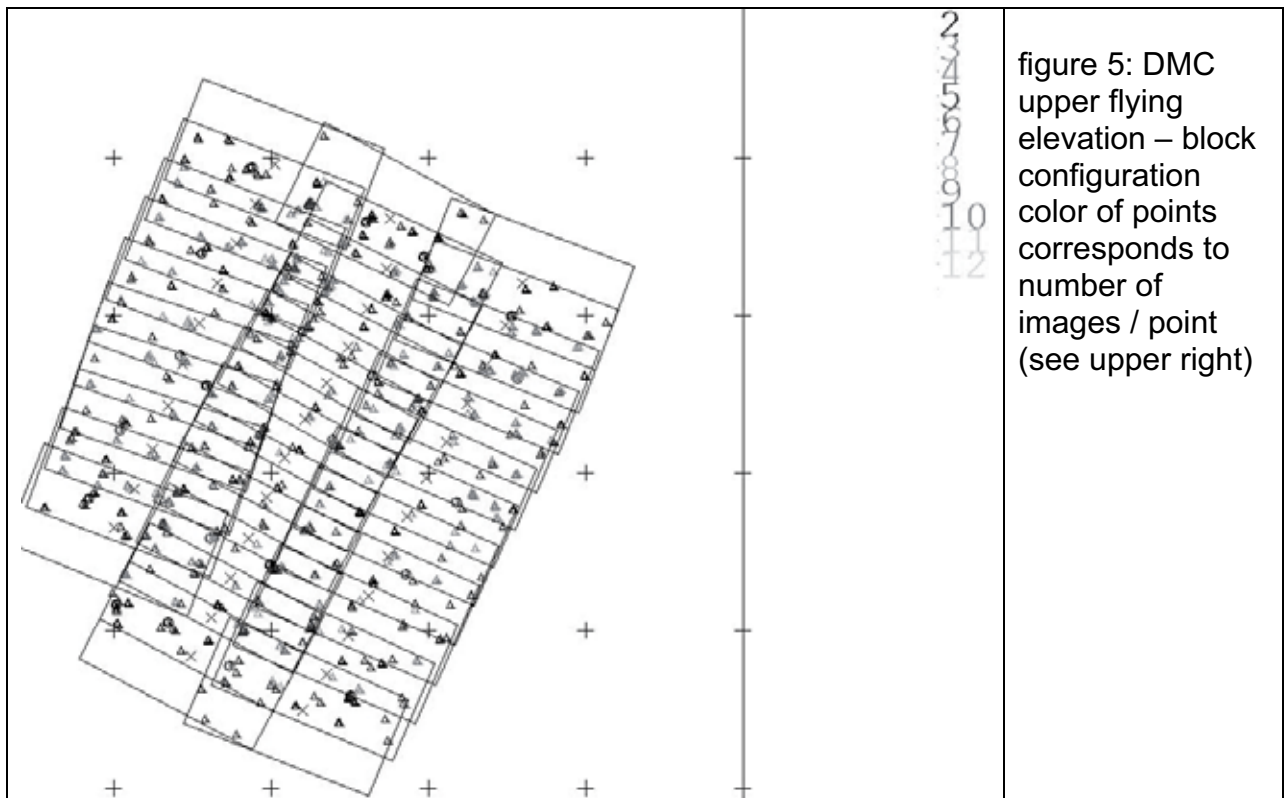 2
3
4
5
6
7
8
9
10
11
12
figure 5: DMC
upper flying
elevation – block
configuration
color of points
corresponds to
number of
images / point
(see upper right)